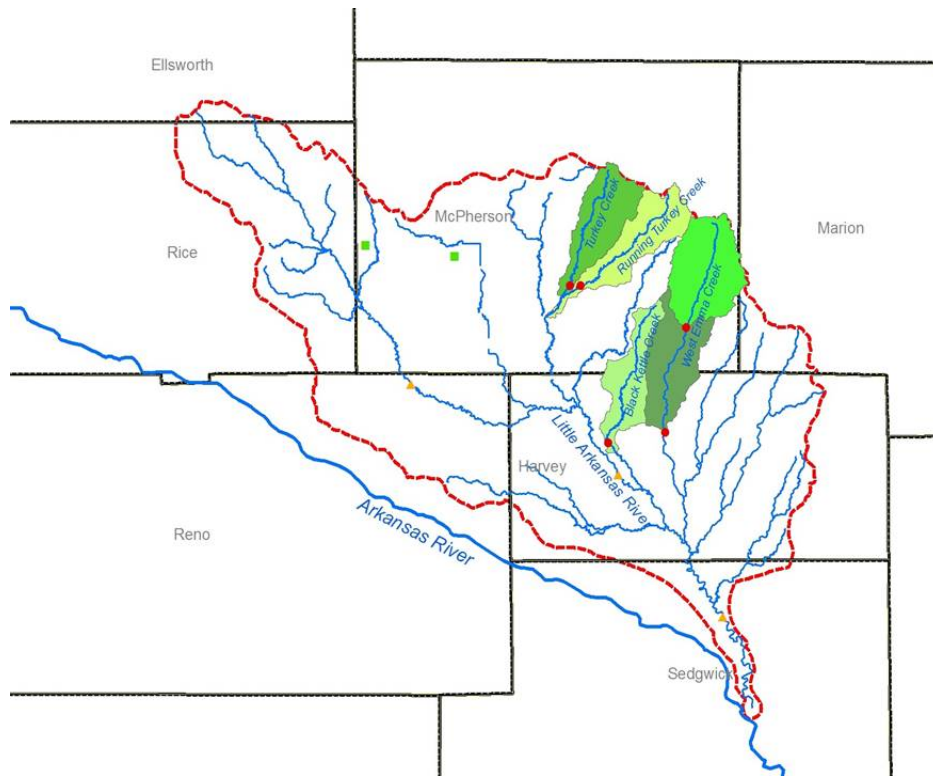 Ellsworth
McPherson
Turkey Creek
Running Turkey Creek
Marion
Rice
West Emma Creek
Black Kettle Creek
Little Arkansas River
Harvey
Arkansas River
Reno
Sedgwick